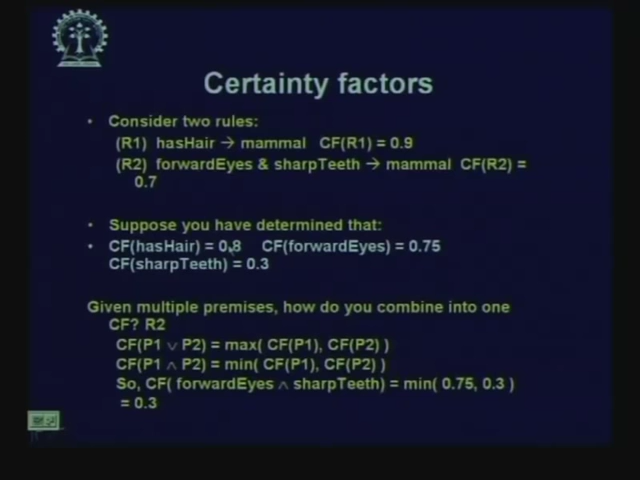 Certainty factors
• Consider two rules:
(R1) hasHair → mammal CF(R1) = 0.9
(R2) forwardEyes & sharpTeeth → mammal CF(R2) =
0.7
• Suppose you have determined that:
• CF(hasHair) = 0.8 CF(forwardEyes) = 0.75
CF(sharpTeeth) = 0.3
Given multiple premises, how do you combine into one
CF? R2
CF(P1 ∨ P2) = max( CF(P1), CF(P2) )
CF(P1 ∧ P2) = min( CF(P1), CF(P2) )
So, CF( forwardEyes ∧ sharpTeeth) = min( 0.75, 0.3 )
= 0.3